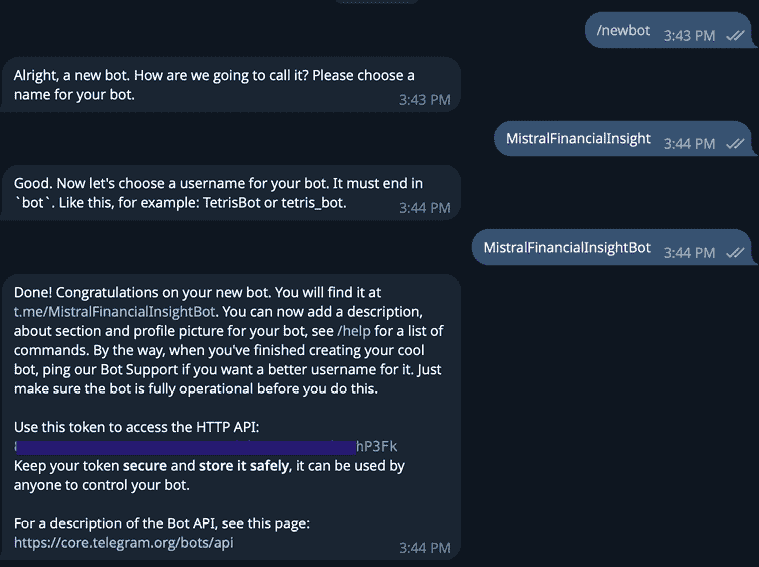 /newbot 3:43 PM
Alright, a new bot. How are we going to call it? Please choose a
name for your bot.
3:43 PM
MistralFinancialInsight 3:44 PM
Good. Now let's choose a username for your bot. It must end in
`bot`. Like this, for example: TetrisBot or tetris_bot. 3:44 PM
MistralFinancialInsightBot 3:44 PM
Done! Congratulations on your new bot. You will find it at
t.me/MistralFinancialInsightBot. You can now add a description,
about section and profile picture for your bot, see /help for a list of
commands. By the way, when you've finished creating your cool
bot, ping our Bot Support if you want a better username for it. Just
make sure the bot is fully operational before you do this.
Use this token to access the HTTP API:
hP3Fk
Keep your token secure and store it safely, it can be used by
anyone to control your bot.
For a description of the Bot API, see this page:
https://core.telegram.org/bots/api 3:44 PM